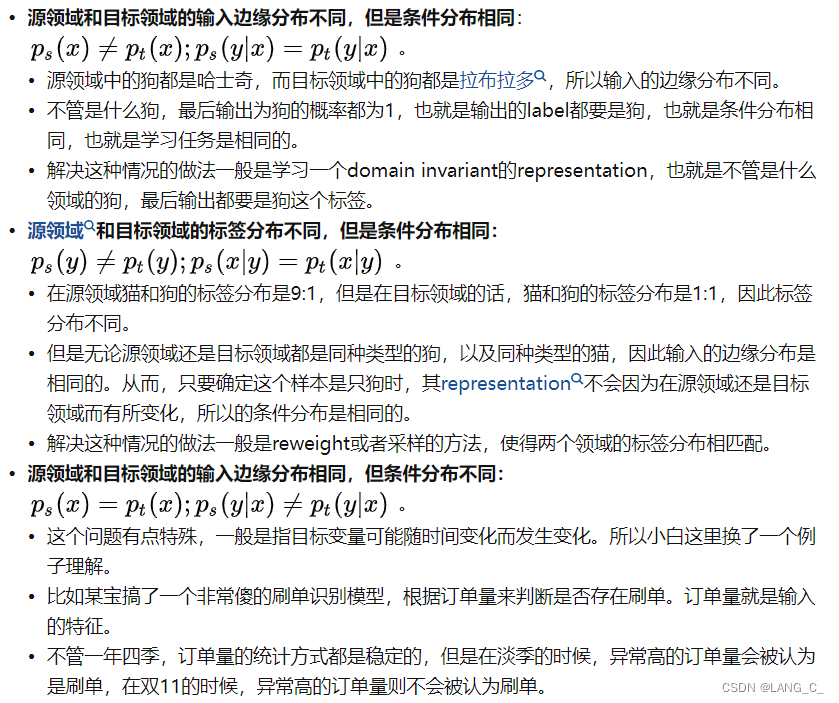 • 源领域和目标领域的输入边缘分布不同，但是条件分布相同：
p_s(x) ≠ p_t(x); p_s(y|x) = p_t(y|x) 。
• 源领域中的狗都是哈士奇，而目标领域中的狗都是拉布拉多，所以输入的边缘分布不同。
• 不管是什么狗，最后输出为狗的概率都为1，也就是输出的label都要是狗，也就是条件分布相
同，也就是学习任务是相同的。
• 解决这种情况的做法一般是学习一个domain invariant的representation，也就是不管是什么
领域的狗，最后输出都要是狗这个标签。
• 源领域和目标领域的标签分布不同，但是条件分布相同：
p_s(y) ≠ p_t(y); p_s(x|y) = p_t(x|y) 。
• 在源领域猫和狗的标签分布是9:1，但是在目标领域的话，猫和狗的标签分布是1:1，因此标签
分布不同。
• 但是无论源领域还是目标领域都是同种类型的狗，以及同种类型的猫，因此输入的边缘分布是
相同的。从而，只要确定这个样本是只狗时，其representation不会因为在源领域还是目标
领域而有所变化，所以的条件分布是相同的。
• 解决这种情况的做法一般是reweight或者采样的方法，使得两个领域的标签分布相匹配。
• 源领域和目标领域的输入边缘分布相同，但条件分布不同：
p_s(x) = p_t(x); p_s(y|x) ≠ p_t(y|x) 。
• 这个问题有点特殊，一般是指目标变量可能随时间变化而发生变化。所以小白这里换了一个例
子理解。
• 比如某宝搞了一个非常傻的刷单识别模型，根据订单量来判断是否存在刷单。订单量就是输入
的特征。
• 不管一年四季，订单量的统计方式都是稳定的，但是在淡季的时候，异常高的订单量会被认为
是刷单，在双11的时候，异常高的订单量则不会被认为刷单。
CSDN @LANG_C_